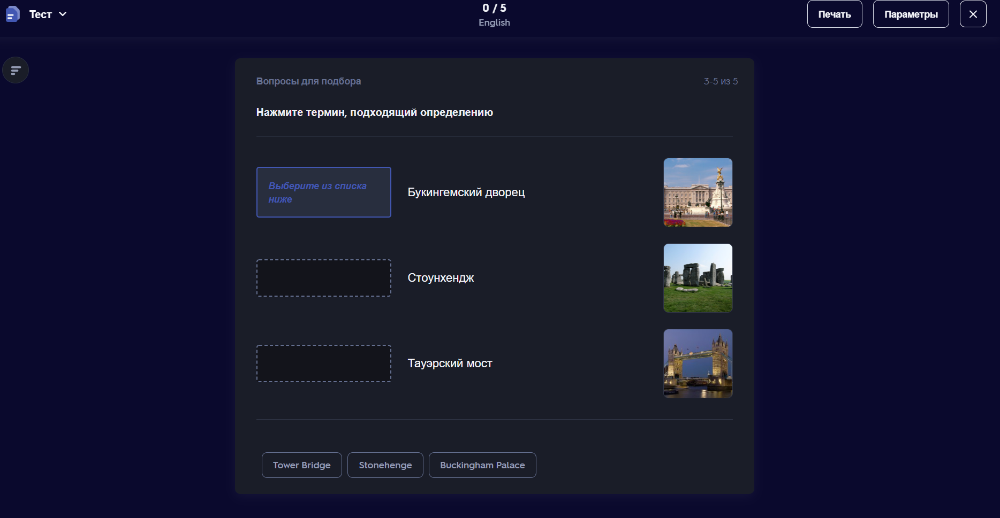 Тест
0 / 5
English
Печать
Параметры
Вопросы для подбора
3-5 из 5
Нажмите термин, подходящий определению
Выберите из списка
ниже
Букингемский дворец
Стоунхендж
Тауэрский мост
Tower Bridge
Stonehenge
Buckingham Palace